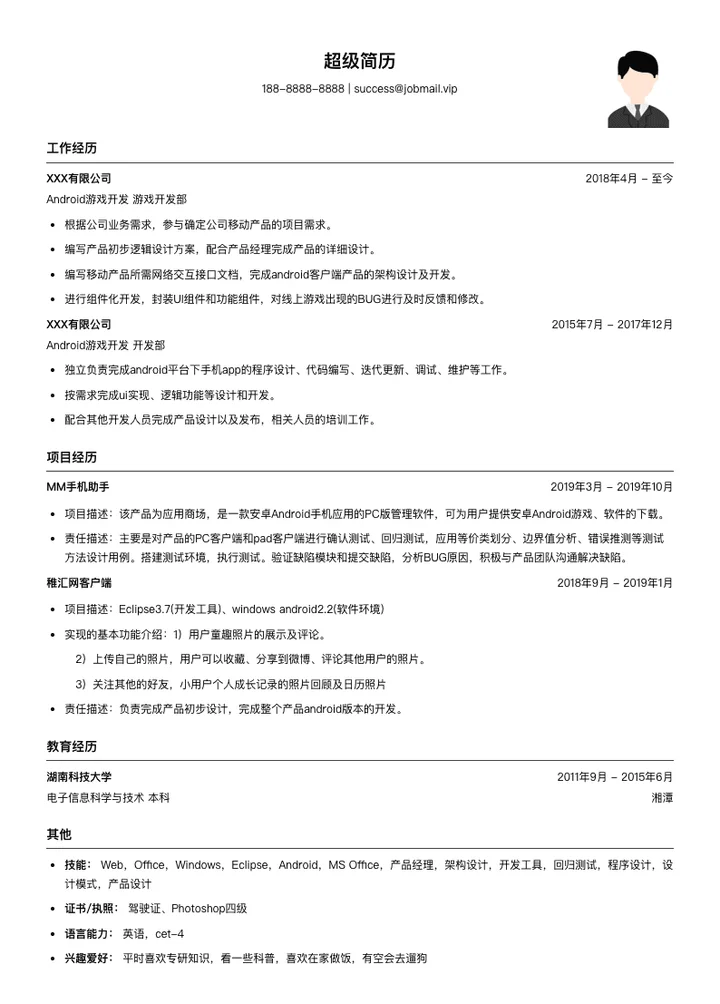 超级简历
188-8888-8888 | success@jobmail.vip
工作经历
XXX有限公司 2018年4月 - 至今
Android游戏开发 游戏开发部
• 根据公司业务需求，参与确定公司移动产品的项目需求。
• 编写产品初步逻辑设计方案，配合产品经理完成产品的详细设计。
• 编写移动产品所需网络交互接口文档，完成android客户端产品的架构设计及开发。
• 进行组件化开发，封装UI组件和功能组件，对线上游戏出现的BUG进行及时反馈和修改。
XXX有限公司 2015年7月 - 2017年12月
Android游戏开发 开发部
• 独立负责完成android平台下手机app的程序设计、代码编写、迭代更新、调试、维护等工作。
• 按需求完成ui实现、逻辑功能等设计和开发。
• 配合其他开发人员完成产品设计以及发布，相关人员的培训工作。
项目经历
MM手机助手 2019年3月 - 2019年10月
• 项目描述：该产品为应用商场，是一款安卓Android手机应用的PC版管理软件，可为用户提供安卓Android游戏、软件的下载。
• 责任描述：主要是对产品的PC客户端和pad客户端进行确认测试、回归测试，应用等价类划分、边界值分析、错误推测等测试
方法设计用例。搭建测试环境，执行测试。验证缺陷模块和提交缺陷，分析BUG原因，积极与产品团队沟通解决缺陷。
稚汇网客户端 2018年9月 - 2019年1月
• 项目描述：Eclipse3.7(开发工具)、windows android2.2(软件环境)
• 实现的基本功能介绍：1）用户童趣照片的展示及评论。
2）上传自己的照片，用户可以收藏、分享到微博、评论其他用户的照片。
3）关注其他的好友，小用户个人成长记录的照片回顾及日历照片
• 责任描述：负责完成产品初步设计，完成整个产品android版本的开发。
教育经历
湖南科技大学 2011年9月 - 2015年6月
电子信息科学与技术 本科 湘潭
其他
• 技能： Web，Office，Windows，Eclipse，Android，MS Office，产品经理，架构设计，开发工具，回归测试，程序设计，设
计模式，产品设计
• 证书/执照： 驾驶证、Photoshop四级
• 语言能力： 英语，cet-4
• 兴趣爱好： 平时喜欢专研知识，看一些科普，喜欢在家做饭，有空会去遛狗